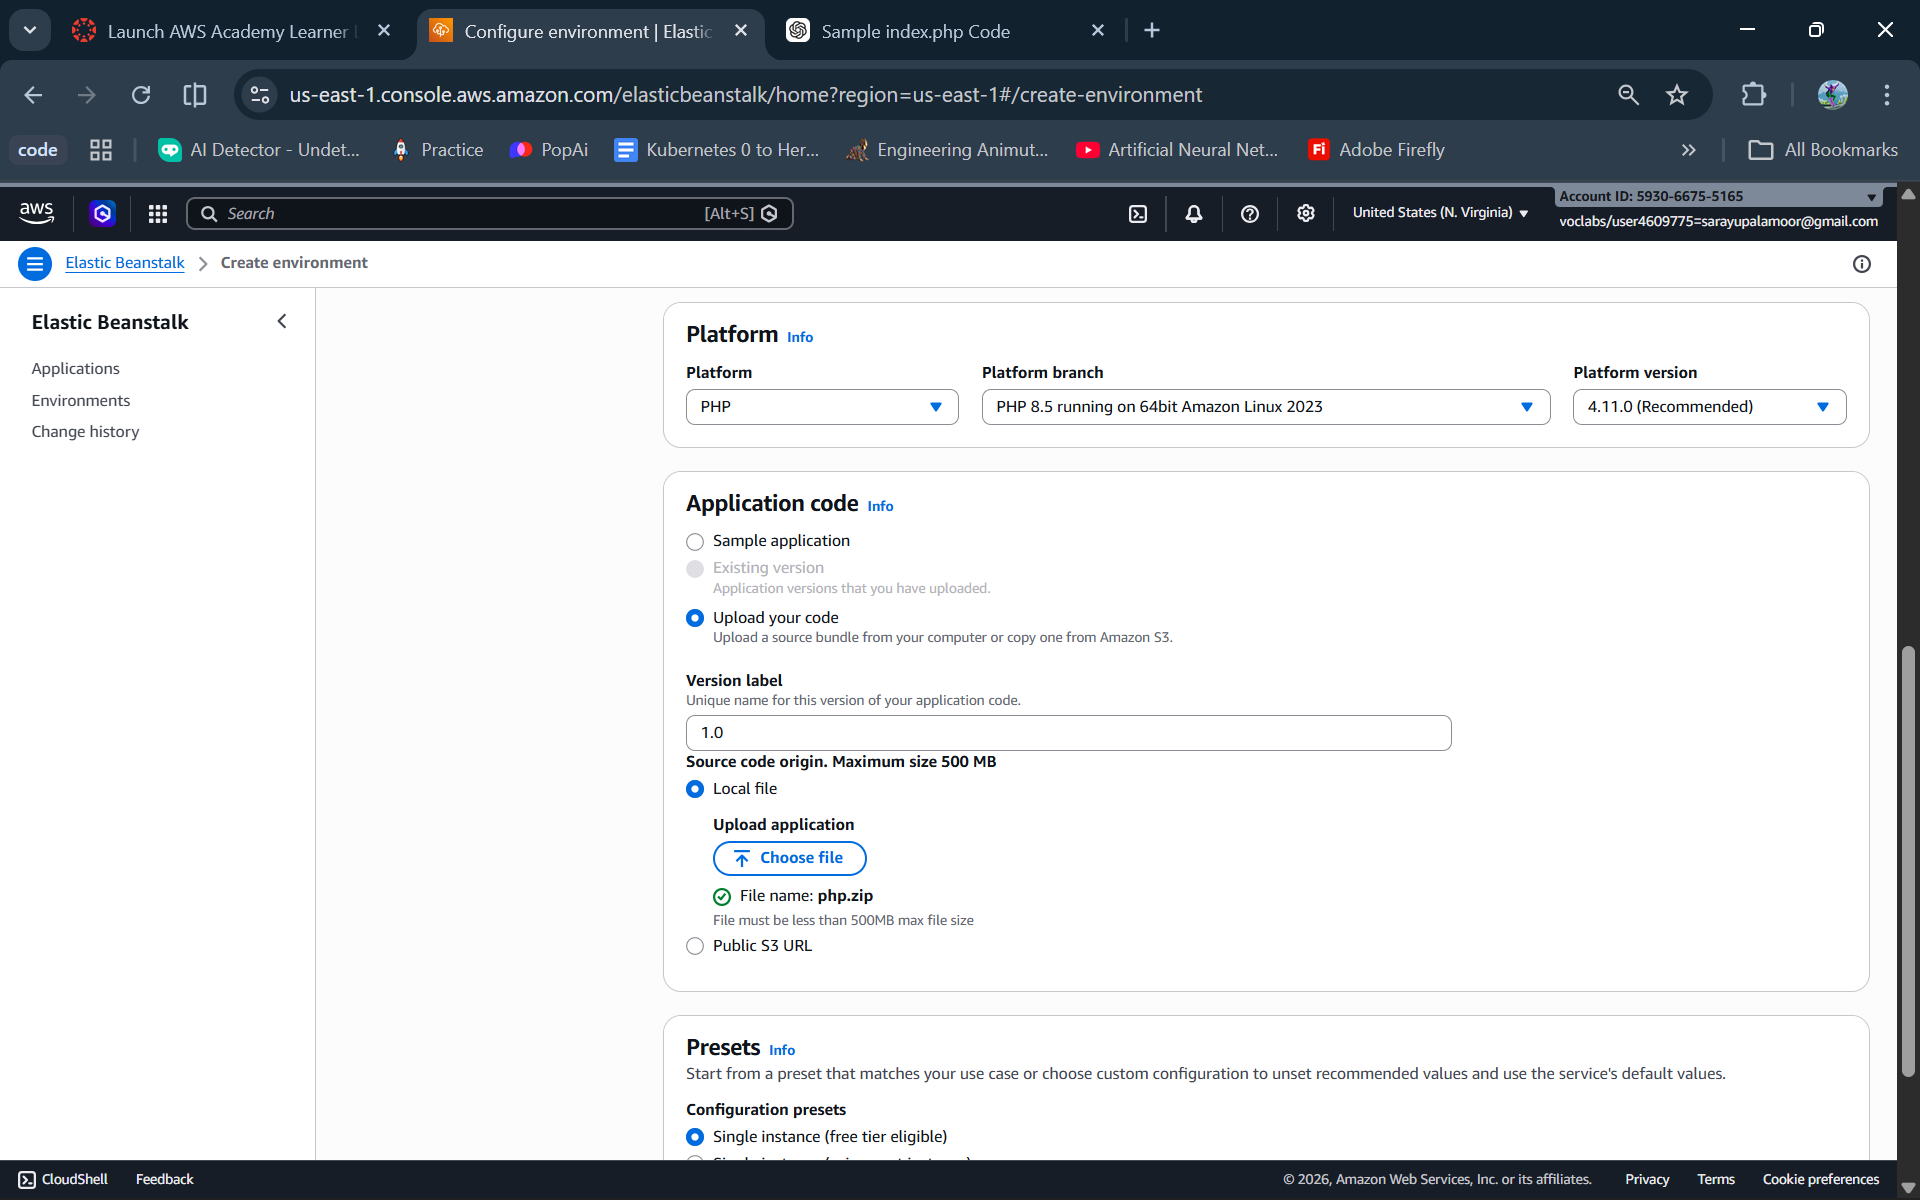 Launch AWS Academy Learner
Configure environment | Elastic
Sample index.php Code
us-east-1.console.aws.amazon.com/elasticbeanstalk/home?region=us-east-1#/create-environment
code
AI Detector - Undet...
Practice
PopAi
Kubernetes 0 to Her...
Engineering Animut...
Artificial Neural Net...
Fi
Adobe Firefly
All Bookmarks
aws
Search
[Alt+S]
United States (N. Virginia)
Account ID: 5930-6675-5165
voclabs/user4609775=sarayupalamoor@gmail.com
Elastic Beanstalk
Create environment
Elastic Beanstalk
Applications
Environments
Change history
Platform Info
Platform
Platform branch
Platform version
PHP
PHP 8.5 running on 64bit Amazon Linux 2023
4.11.0 (Recommended)
Application code Info
Sample application
Existing version
Application versions that you have uploaded.
Upload your code
Upload a source bundle from your computer or copy one from Amazon S3.
Version label
Unique name for this version of your application code.
1.0
Source code origin. Maximum size 500 MB
Local file
Upload application
Choose file
File name: php.zip
File must be less than 500MB max file size
Public S3 URL
Presets Info
Start from a preset that matches your use case or choose custom configuration to unset recommended values and use the service's default values.
Configuration presets
Single instance (free tier eligible)
CloudShell
Feedback
© 2026, Amazon Web Services, Inc. or its affiliates.
Privacy
Terms
Cookie preferences